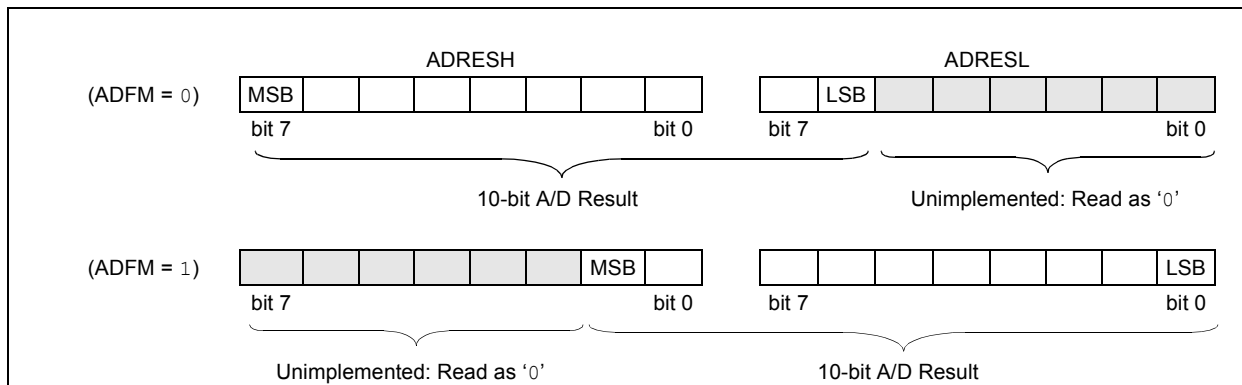 ADRESH ADRESL
(ADFM = 0) MSB LSB
bit 7 bit 0 bit 7 bit 0
10-bit A/D Result Unimplemented: Read as ‘0’
(ADFM = 1) MSB LSB
bit 7 bit 0 bit 7 bit 0
Unimplemented: Read as ‘0’ 10-bit A/D Result